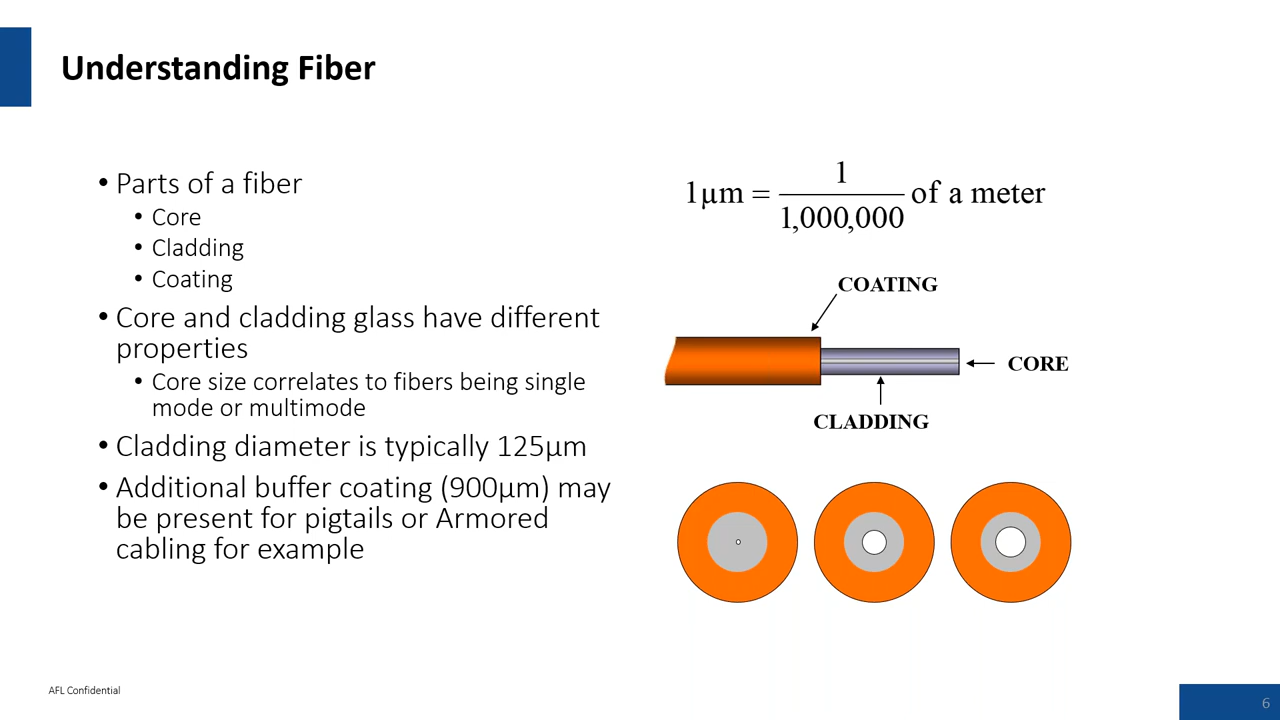 Understanding Fiber
• Parts of a fiber
• Core
• Cladding
• Coating
• Core and cladding glass have different
properties
• Core size correlates to fibers being single
mode or multimode
• Cladding diameter is typically 125µm
• Additional buffer coating (900µm) may
be present for pigtails or Armored
cabling for example
1µm = 1/1,000,000 of a meter
COATING
CORE
CLADDING
AFL Confidential
6